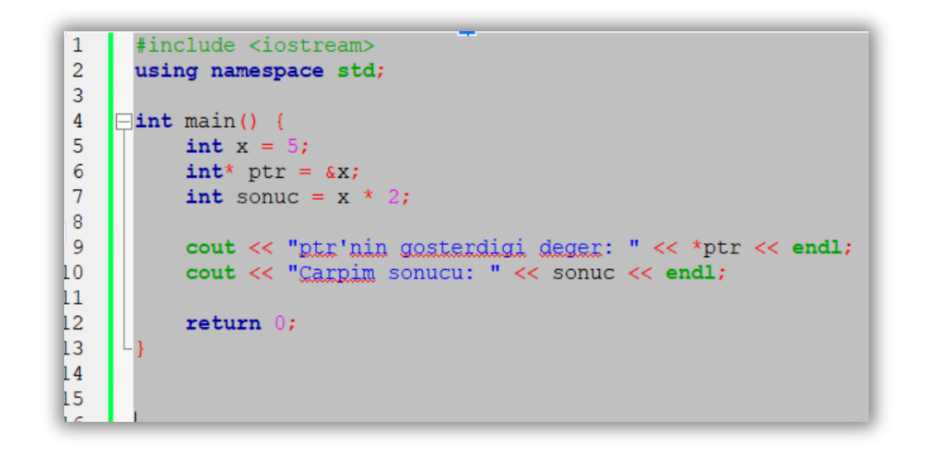 1 #include <iostream>
2 using namespace std;
3
4 int main() {
5 int x = 5;
6 int* ptr = &x;
7 int sonuc = x * 2;
8
9 cout << "ptr'nin gosterdigi deger: " << *ptr << endl;
10 cout << "Carpim sonucu: " << sonuc << endl;
11
12 return 0;
13 }
14
15